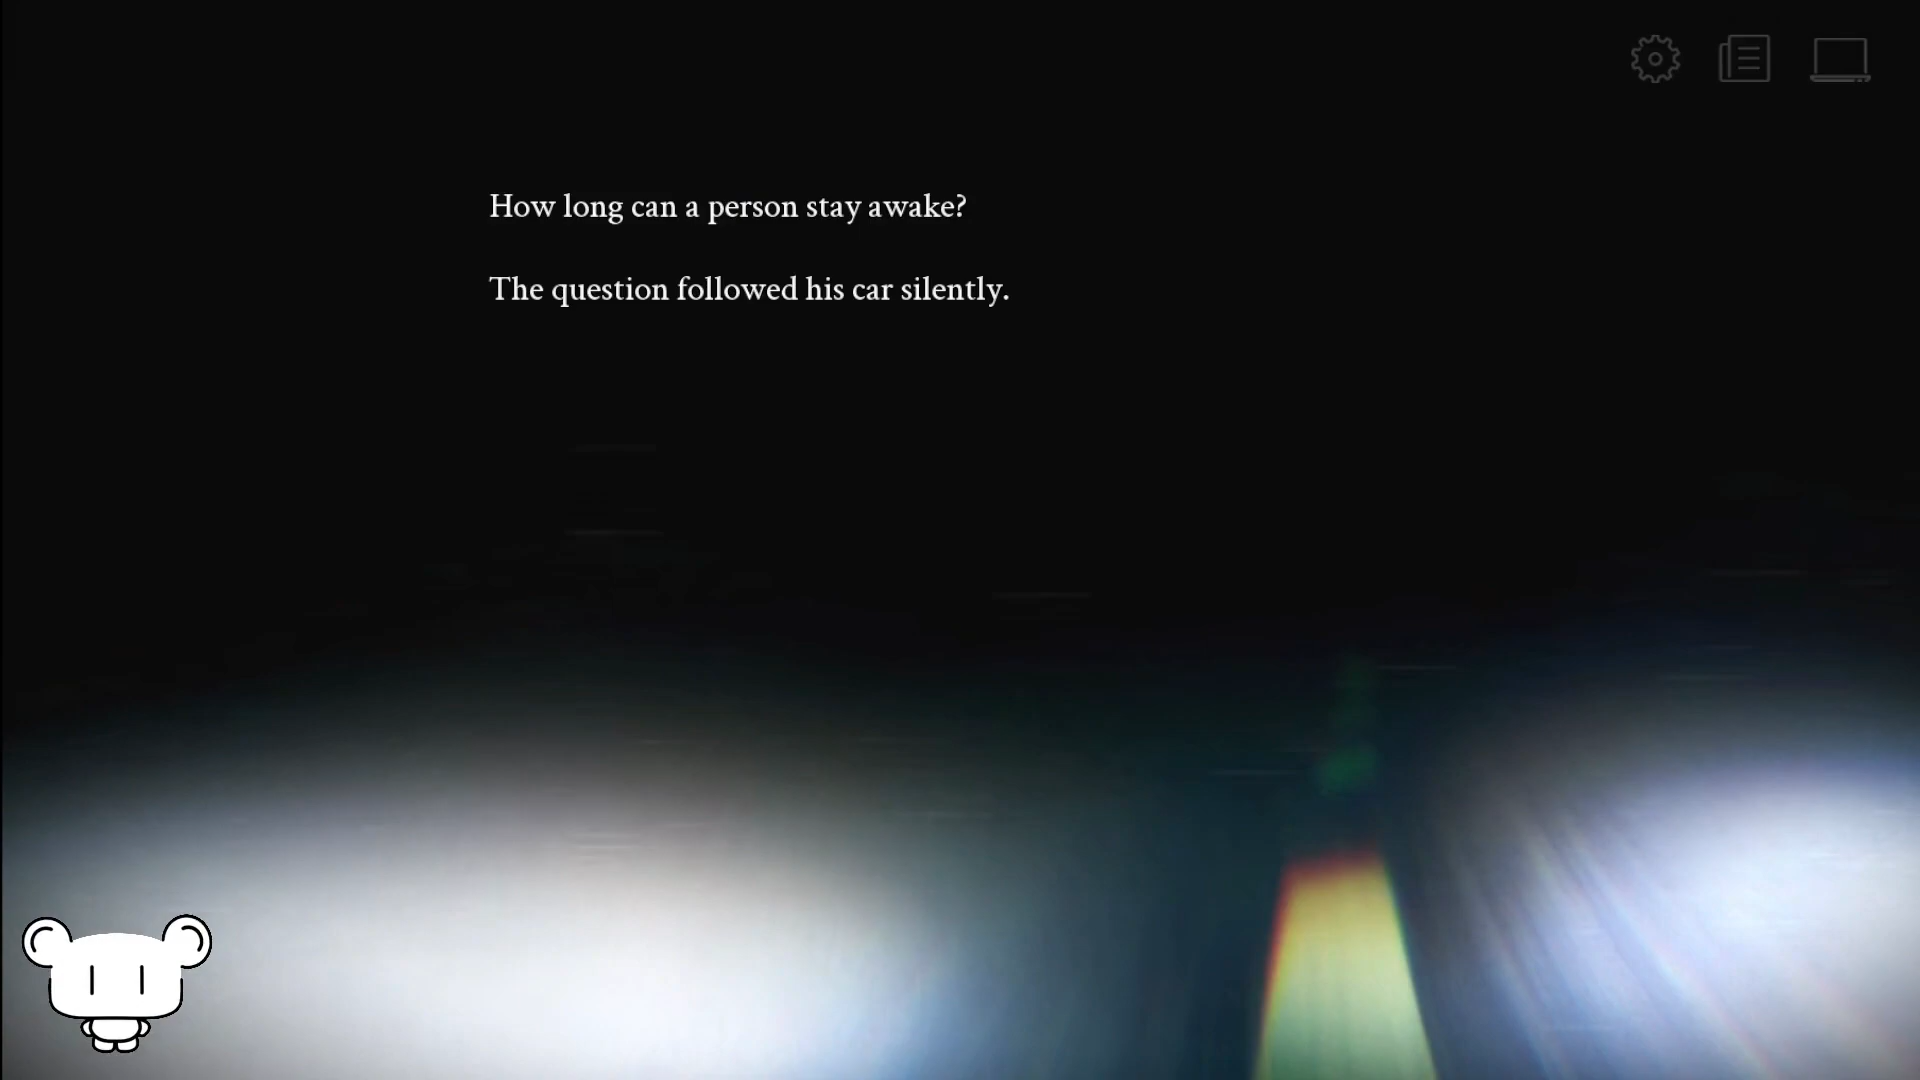 How long can a person stay awake?
The question followed his car silently.